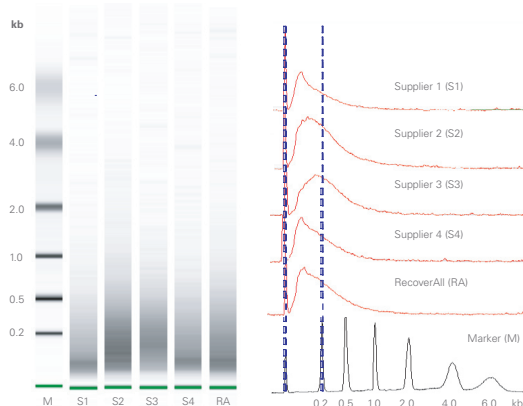 kb
6.0
4.0
2.0
1.0
0.5
0.2
M S1 S2 S3 S4 RA
Supplier 1 (S1)
Supplier 2 (S2)
Supplier 3 (S3)
Supplier 4 (S4)
RecoverAll (RA)
Marker (M)
0.2 0.5 1.0 2.0 4.0 6.0 kb